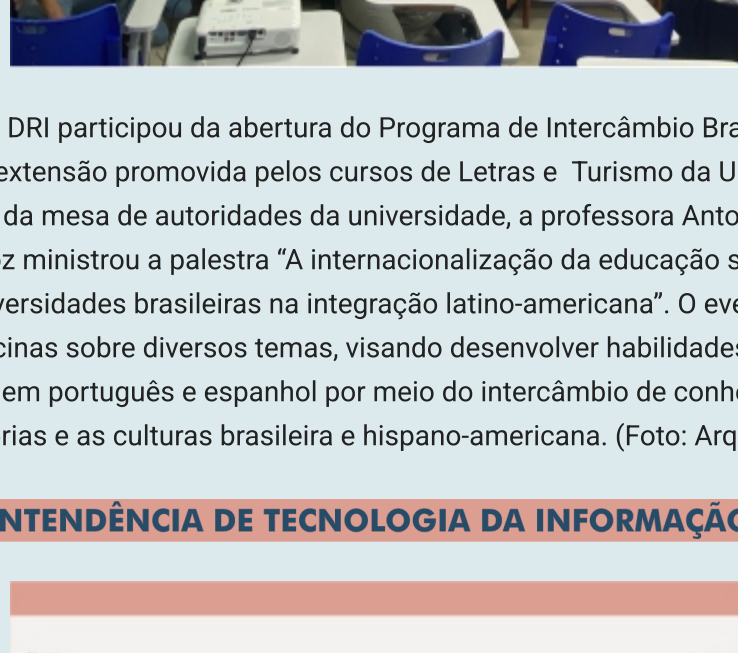 DRI participou da abertura do Programa de Intercâmbio Bra
extensão promovida pelos cursos de Letras e Turismo da U
da mesa de autoridades da universidade, a professora Anto
oz ministrou a palestra “A internacionalização da educação s
versidades brasileiras na integração latino-americana”. O eve
cinas sobre diversos temas, visando desenvolver habilidades
em português e espanhol por meio do intercâmbio de conh
rias e as culturas brasileira e hispano-americana. (Foto: Arq
NTENDÊNCIA DE TECNOLOGIA DA INFORMAÇÃO